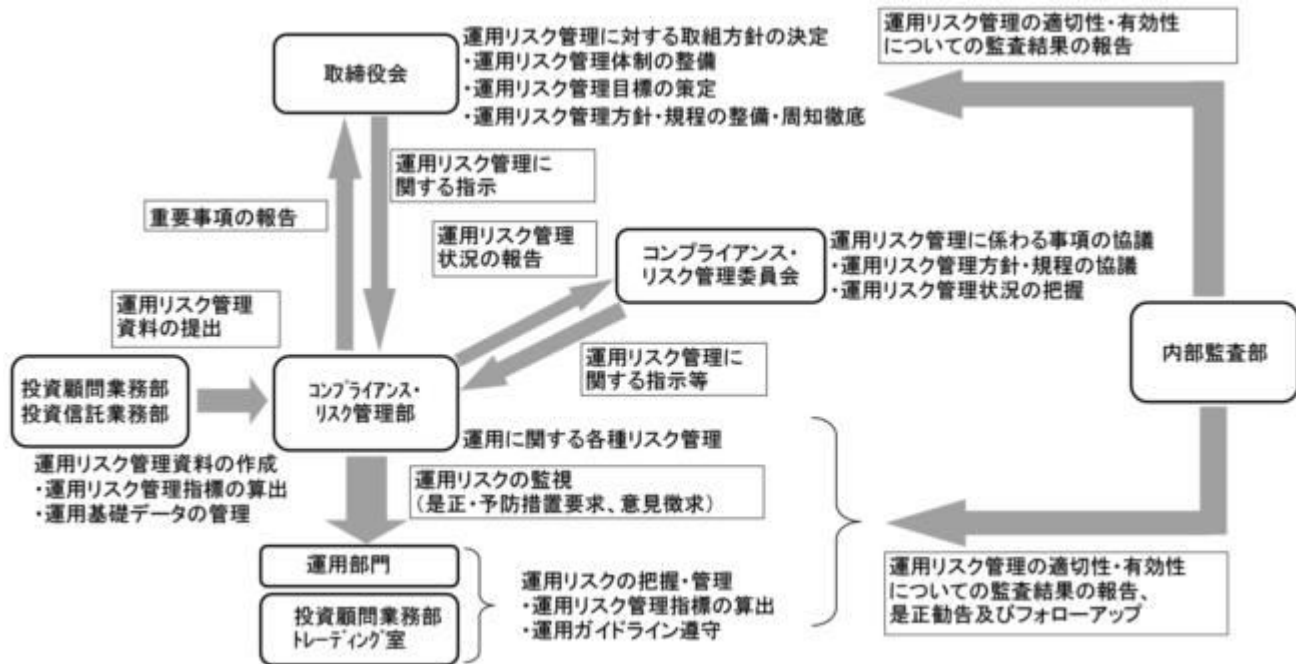 取締役会
運用リスク管理に対する取組方針の決定
・運用リスク管理体制の整備
・運用リスク管理目標の策定
・運用リスク管理方針・規程の整備・周知徹底
運用リスク管理の適切性・有効性
についての監査結果の報告
運用リスク管理に
関する指示
重要事項の報告
運用リスク管理
状況の報告
コンプライアンス・
リスク管理委員会
運用リスク管理に係わる事項の協議
・運用リスク管理方針・規程の協議
・運用リスク管理状況の把握
運用リスク管理
資料の提出
内部監査部
運用リスク管理に
関する指示等
投資顧問業務部
投資信託業務部
コンプライアンス・
リスク管理部
運用に関する各種リスク管理
運用リスク管理資料の作成
・運用リスク管理指標の算出
・運用基礎データの管理
運用リスクの監視
(是正・予防措置要求、意見徴求)
運用部門
投資顧問業務部
トレーディング室
運用リスクの把握・管理
・運用リスク管理指標の算出
・運用ガイドライン遵守
運用リスク管理の適切性・有効性
についての監査結果の報告、
是正勧告及びフォローアップ